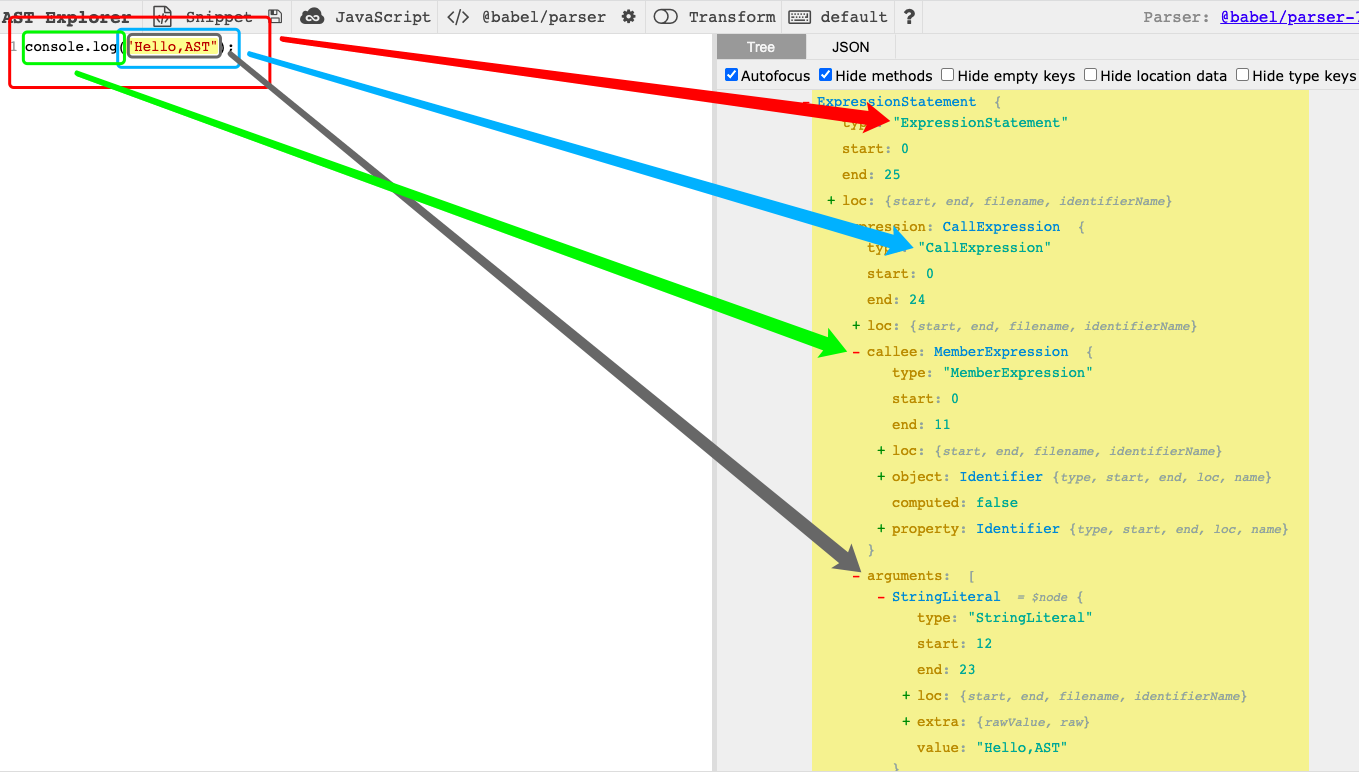 AST Explorer Snippet JavaScript </> @babel/parser Transform default ? Parser: @babel/parser-
1 console.log("Hello,AST");
Tree JSON
Autofocus Hide methods Hide empty keys Hide location data Hide type keys
- ExpressionStatement {
type: "ExpressionStatement"
start: 0
end: 25
+ loc: {start, end, filename, identifierName}
expression: CallExpression {
type: "CallExpression"
start: 0
end: 24
+ loc: {start, end, filename, identifierName}
- callee: MemberExpression {
type: "MemberExpression"
start: 0
end: 11
+ loc: {start, end, filename, identifierName}
+ object: Identifier {type, start, end, loc, name}
computed: false
+ property: Identifier {type, start, end, loc, name}
}
- arguments: [
- StringLiteral = $node {
type: "StringLiteral"
start: 12
end: 23
+ loc: {start, end, filename, identifierName}
+ extra: {rawValue, raw}
value: "Hello,AST"
}